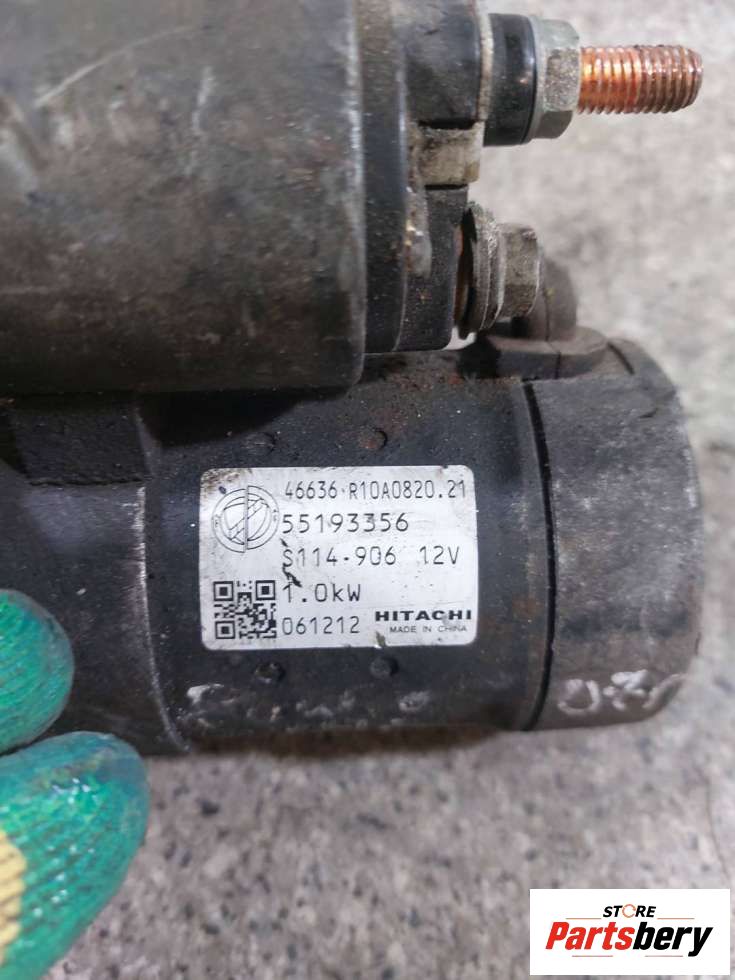 46636 R10A0820.21
55193356
S114-906 12V
1.0kW
061212 HITACHI
MADE IN CHINA
STORE
Partsbery